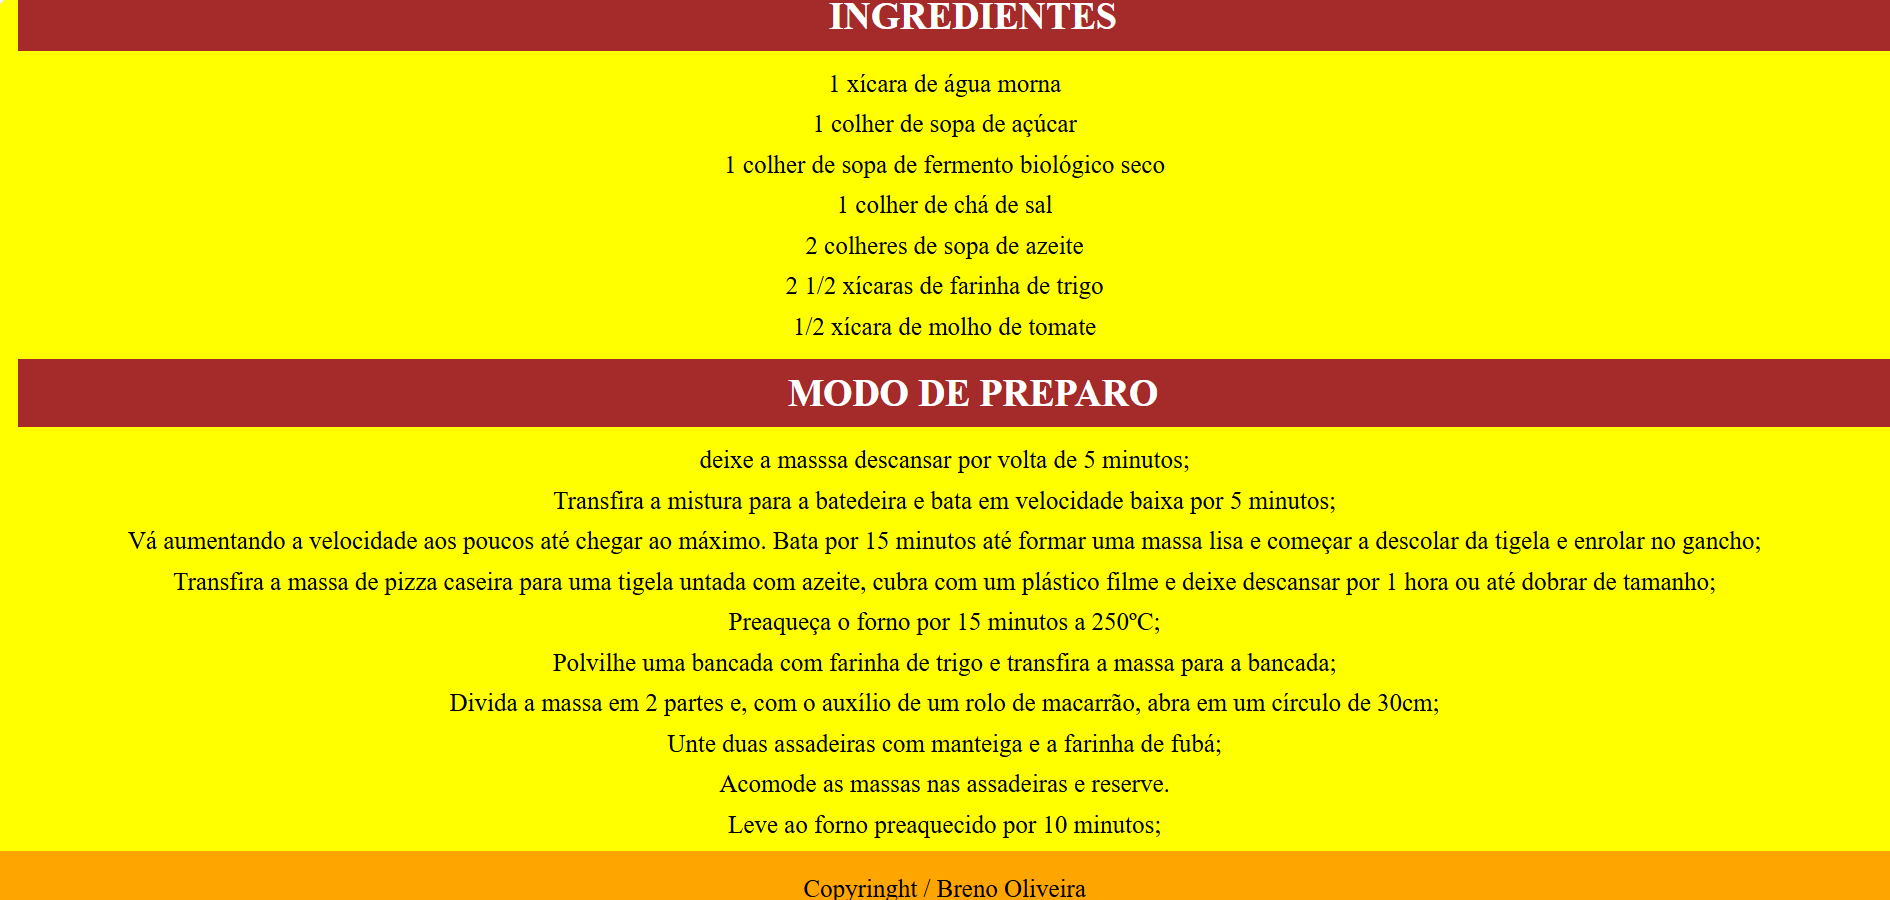 INGREDIENTES
1 xícara de água morna
1 colher de sopa de açúcar
1 colher de sopa de fermento biológico seco
1 colher de chá de sal
2 colheres de sopa de azeite
2 1/2 xícaras de farinha de trigo
1/2 xícara de molho de tomate
MODO DE PREPARO
deixe a masssa descansar por volta de 5 minutos;
Transfira a mistura para a batedeira e bata em velocidade baixa por 5 minutos;
Vá aumentando a velocidade aos poucos até chegar ao máximo. Bata por 15 minutos até formar uma massa lisa e começar a descolar da tigela e enrolar no gancho;
Transfira a massa de pizza caseira para uma tigela untada com azeite, cubra com um plástico filme e deixe descansar por 1 hora ou até dobrar de tamanho;
Preaqueça o forno por 15 minutos a 250ºC;
Polvilhe uma bancada com farinha de trigo e transfira a massa para a bancada;
Divida a massa em 2 partes e, com o auxílio de um rolo de macarrão, abra em um círculo de 30cm;
Unte duas assadeiras com manteiga e a farinha de fubá;
Acomode as massas nas assadeiras e reserve.
Leve ao forno preaquecido por 10 minutos;
Copyringht / Breno Oliveira